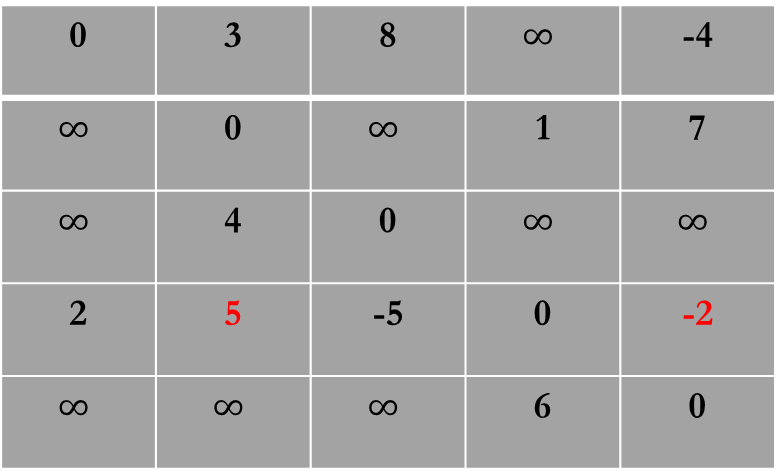 0 3 8 ∞ -4
∞ 0 ∞ 1 7
∞ 4 0 ∞ ∞
2 5 -5 0 -2
∞ ∞ ∞ 6 0